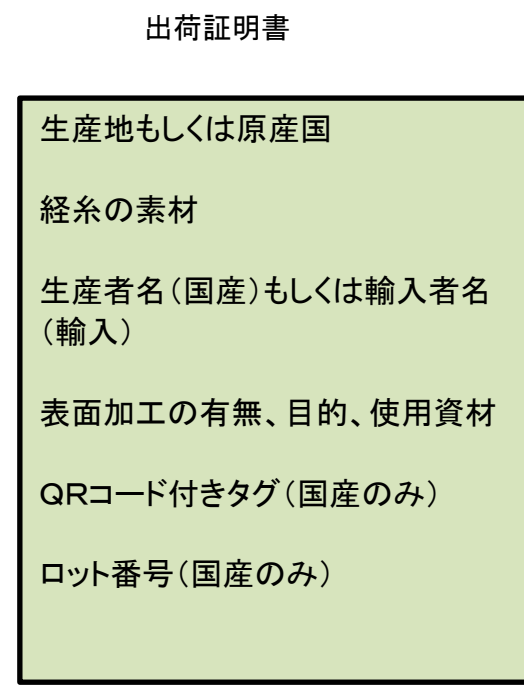 出荷証明書
生産地もしくは原産国
経糸の素材
生産者名（国産）もしくは輸入者名
（輸入）
表面加工の有無、目的、使用資材
ＱＲコード付きタグ（国産のみ）
ロット番号（国産のみ）